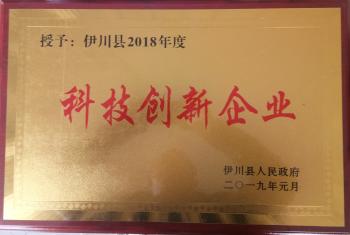 授予：伊川县2018年度
科技创新企业
伊川县人民政府
二〇一九年元月